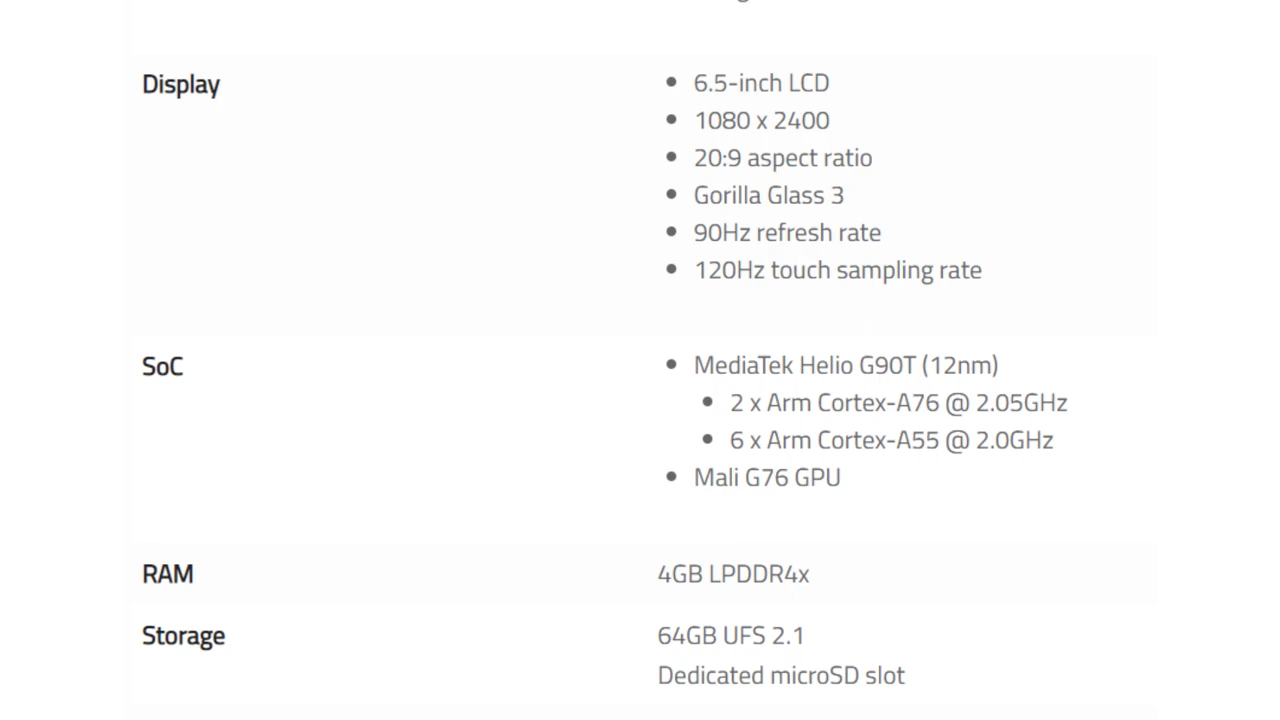 Display
6.5-inch LCD
1080 x 2400
20:9 aspect ratio
Gorilla Glass 3
90Hz refresh rate
120Hz touch sampling rate
SoC
MediaTek Helio G90T (12nm)
2 x Arm Cortex-A76 @ 2.05GHz
6 x Arm Cortex-A55 @ 2.0GHz
Mali G76 GPU
RAM
4GB LPDDR4x
Storage
64GB UFS 2.1
Dedicated microSD slot